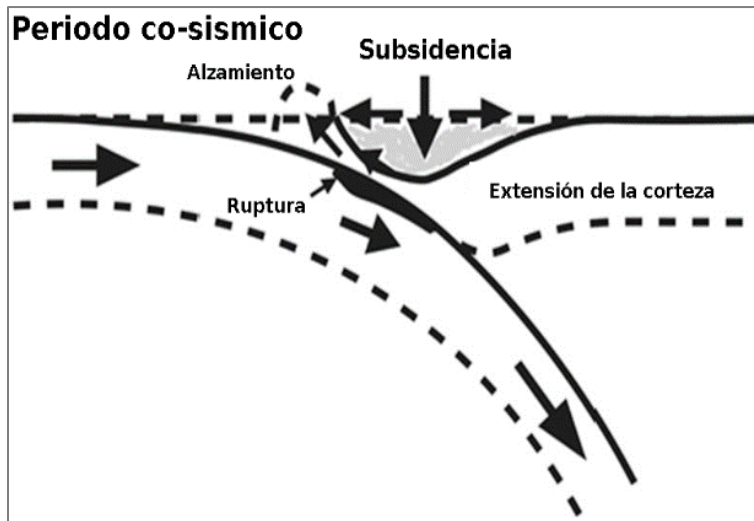 Periodo co-sismico
Subsidencia
Alzamiento
Ruptura
Extensión de la corteza